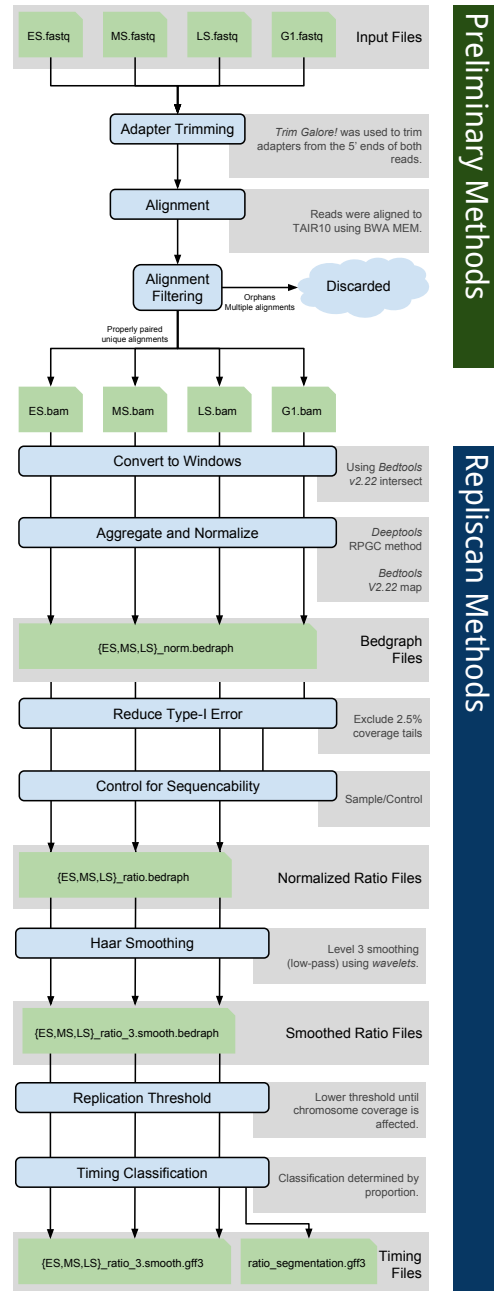 ES.fastq
MS.fastq
LS.fastq
G1.fastq
Input Files
Preliminary Methods
Adapter Trimming
Trim Galore! was used to trim
adapters from the 5' ends of both
reads.
Alignment
Reads were aligned to
TAIR10 using BWA MEM.
Alignment
Filtering
Orphans
Multiple alignments
Discarded
Properly paired
unique alignments
ES.bam
MS.bam
LS.bam
G1.bam
Repliscan Methods
Convert to Windows
Using Bedtools
v2.22 intersect
Aggregate and Normalize
Deeptools
RPGC method
Bedtools
V2.22 map
{ES,MS,LS}_norm.bedraph
Bedgraph
Files
Reduce Type-I Error
Exclude 2.5%
coverage tails
Control for Sequencability
Sample/Control
{ES,MS,LS}_ratio.bedraph
Normalized Ratio Files
Haar Smoothing
Level 3 smoothing
(low-pass) using wavelets.
{ES,MS,LS}_ratio_3.smooth.bedraph
Smoothed Ratio Files
Replication Threshold
Lower threshold until
chromosome coverage is
affected.
Timing Classification
Classification determined by
proportion.
{ES,MS,LS}_ratio_3.smooth.gff3
ratio_segmentation.gff3
Timing
Files